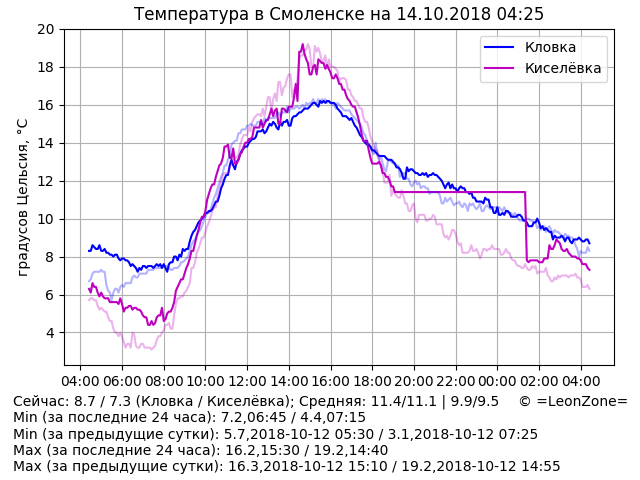 Температура в Смоленске на 14.10.2018 04:25
Кловка
Киселёвка
градусов Цельсия, °C
20
18
16
14
12
10
8
6
4
04:00 06:00 08:00 10:00 12:00 14:00 16:00 18:00 20:00 22:00 00:00 02:00 04:00
Сейчас: 8.7 / 7.3 (Кловка / Киселёвка); Средняя: 11.4/11.1 | 9.9/9.5 © =LeonZone=
Min (за последние 24 часа): 7.2,06:45 / 4.4,07:15
Min (за предыдущие сутки): 5.7,2018-10-12 05:30 / 3.1,2018-10-12 07:25
Max (за последние 24 часа): 16.2,15:30 / 19.2,14:40
Max (за предыдущие сутки): 16.3,2018-10-12 15:10 / 19.2,2018-10-12 14:55